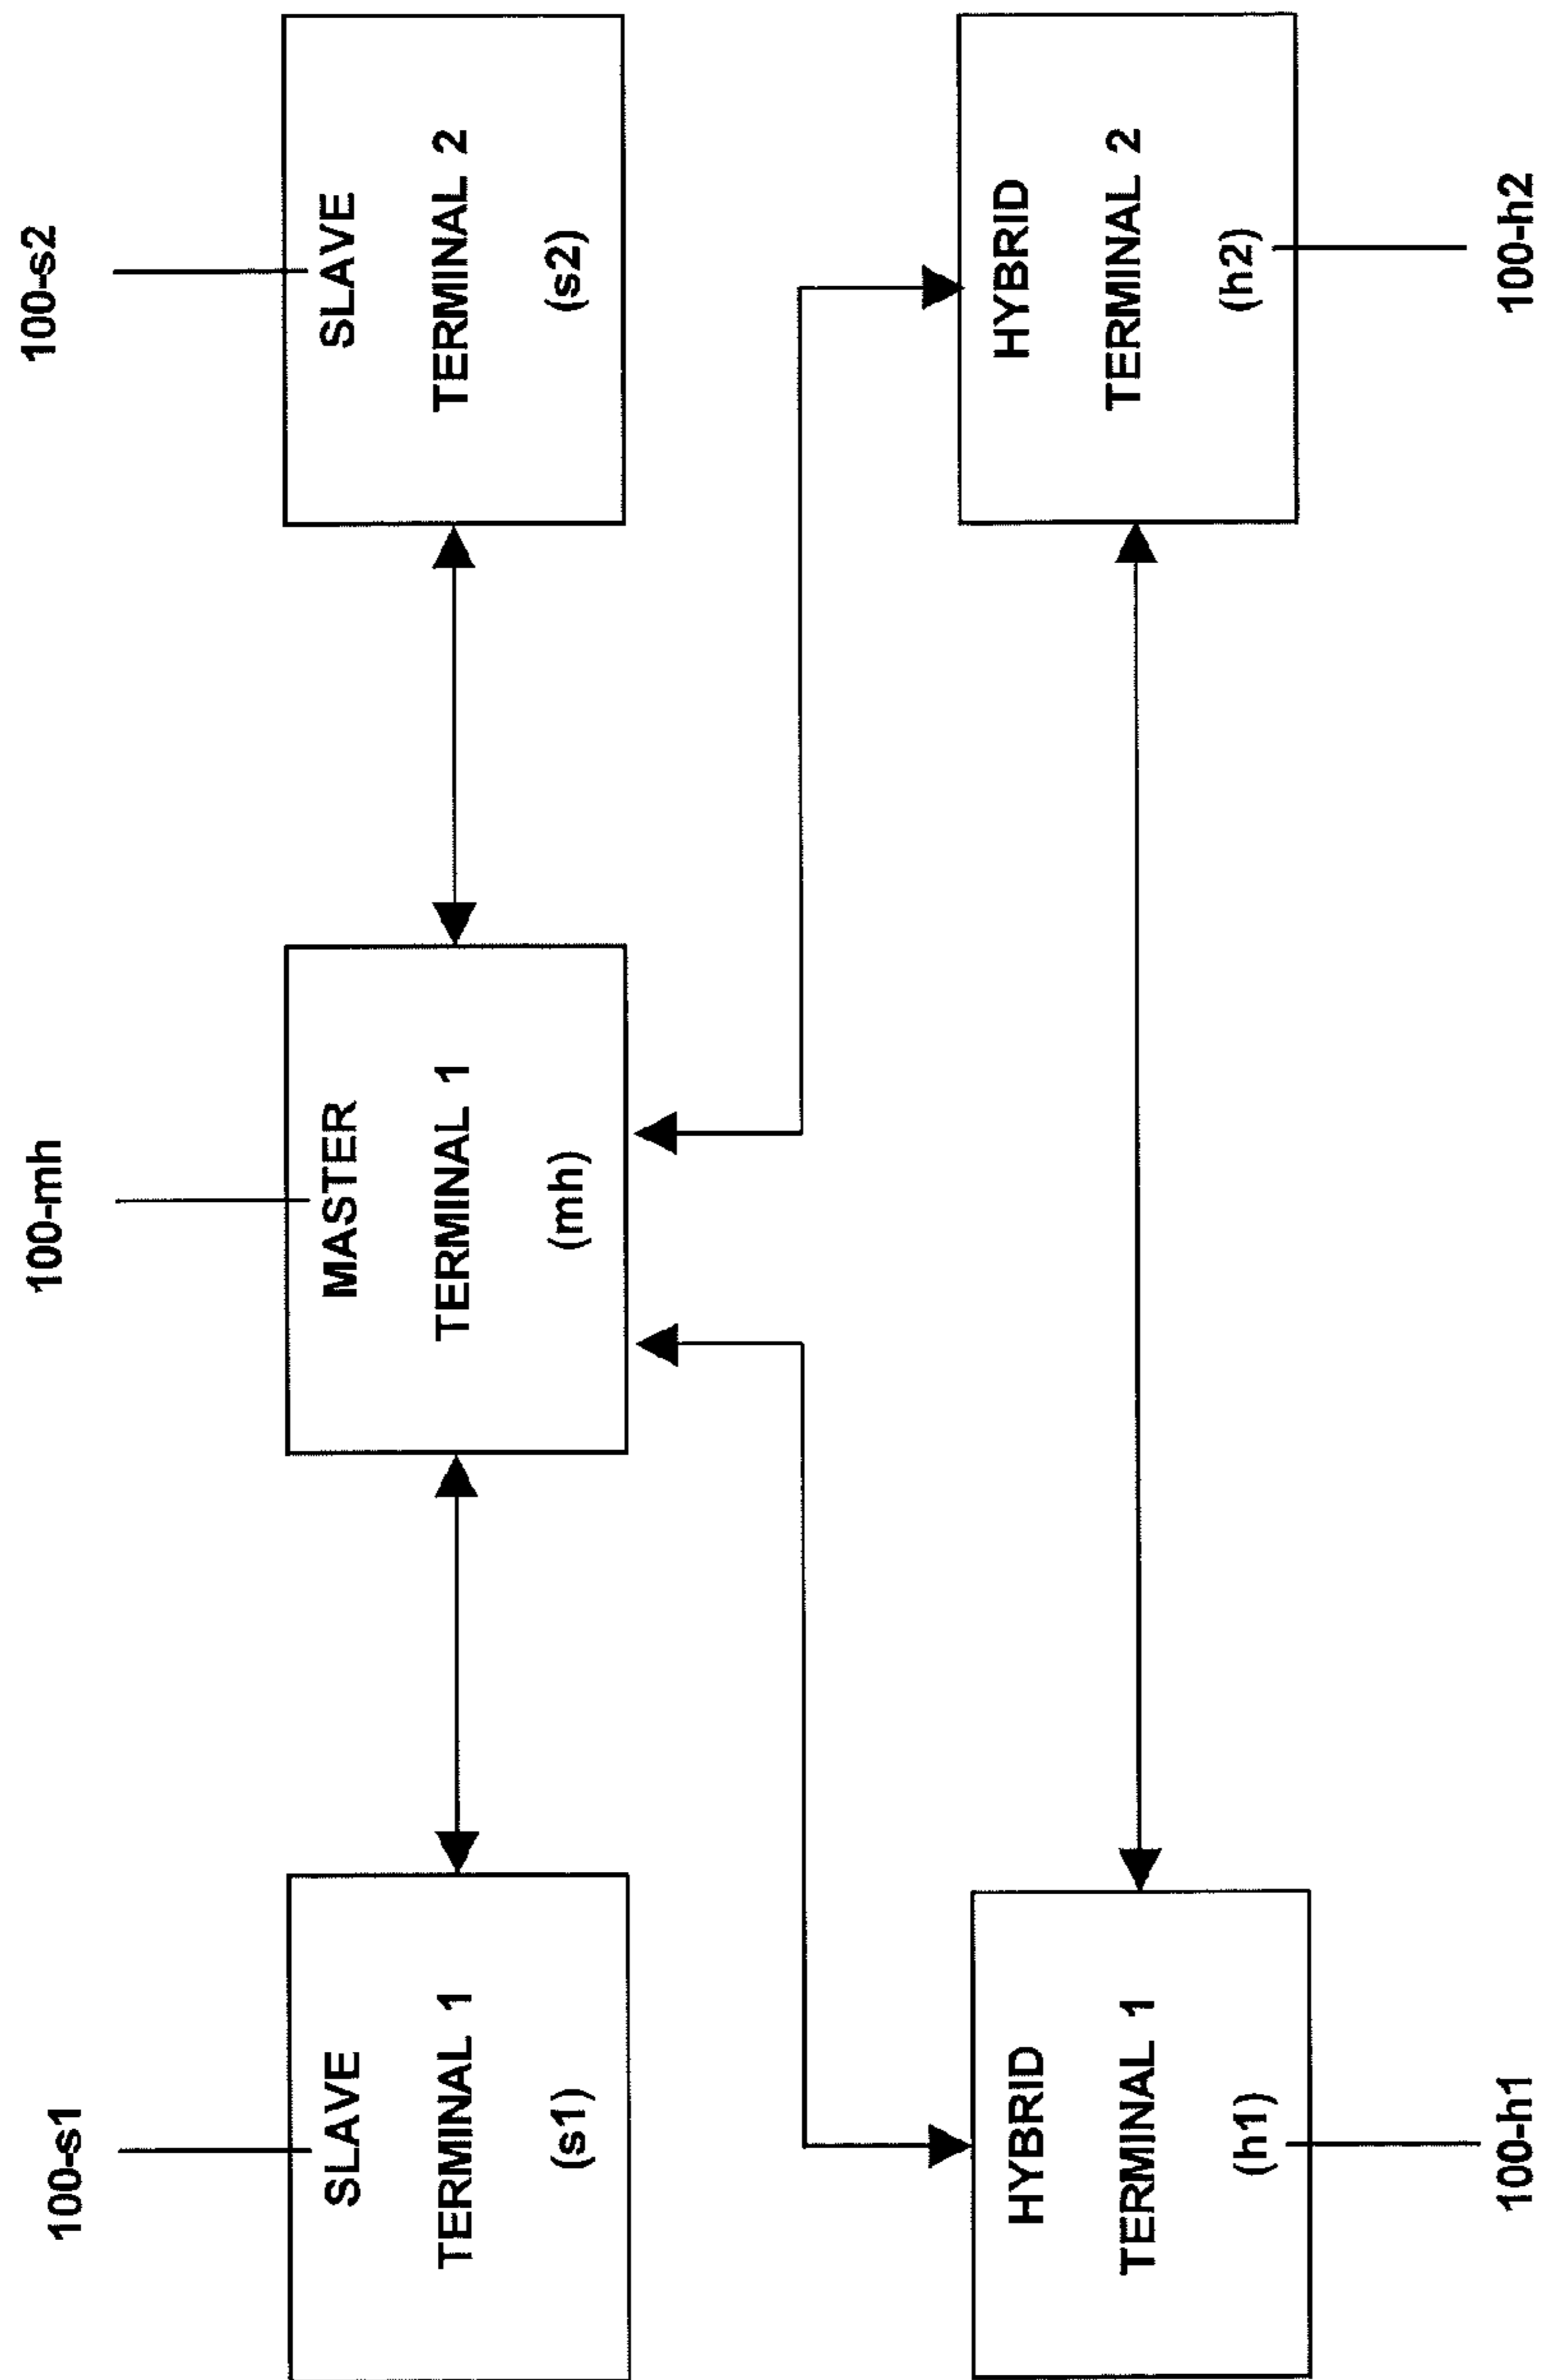 100-s1
100-mh
100-s2
SLAVE
TERMINAL 1
(s1)
MASTER
TERMINAL 1
(mh)
SLAVE
TERMINAL 2
(s2)
HYBRID
TERMINAL 1
(h1)
HYBRID
TERMINAL 2
(h2)
100-h1
100-h2